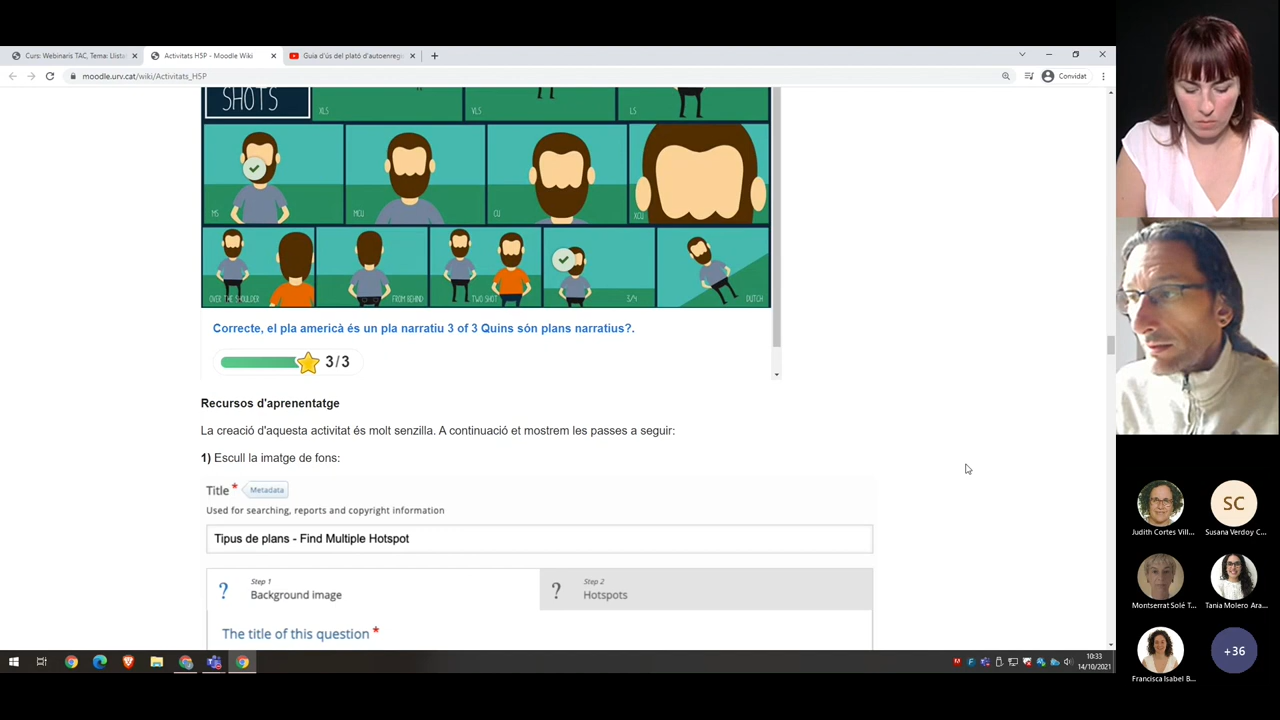 Curs: Webinaris TAC, Tema: Llista
Activitats H5P - Moodle Wiki
Guia d'ús del plató d'autoenreg
moodle.urv.cat/wiki/Activitats_H5P
Convidat
SHOTS
XLS
VLS
LS
MS
MCU
CU
XCU
OVER THE SHOULDER
FROM BEHIND
TWO SHOT
3/4
DUTCH
Correcte, el pla americà és un pla narratiu 3 of 3 Quins són plans narratius?.
3/3
Recursos d'aprenentatge
La creació d'aquesta activitat és molt senzilla. A continuació et mostrem les passes a seguir:
1) Escull la imatge de fons:
Title * Metadata
Used for searching, reports and copyright information
Tipus de plans - Find Multiple Hotspot
? Step 1
Background image
? Step 2
Hotspots
The title of this question *
10:33
14/10/2021
SC
Judith Cortes Vill...
Susana Verdoy C...
Montserrat Solé T...
Tania Molero Ara...
+36
Francisca Isabel B...